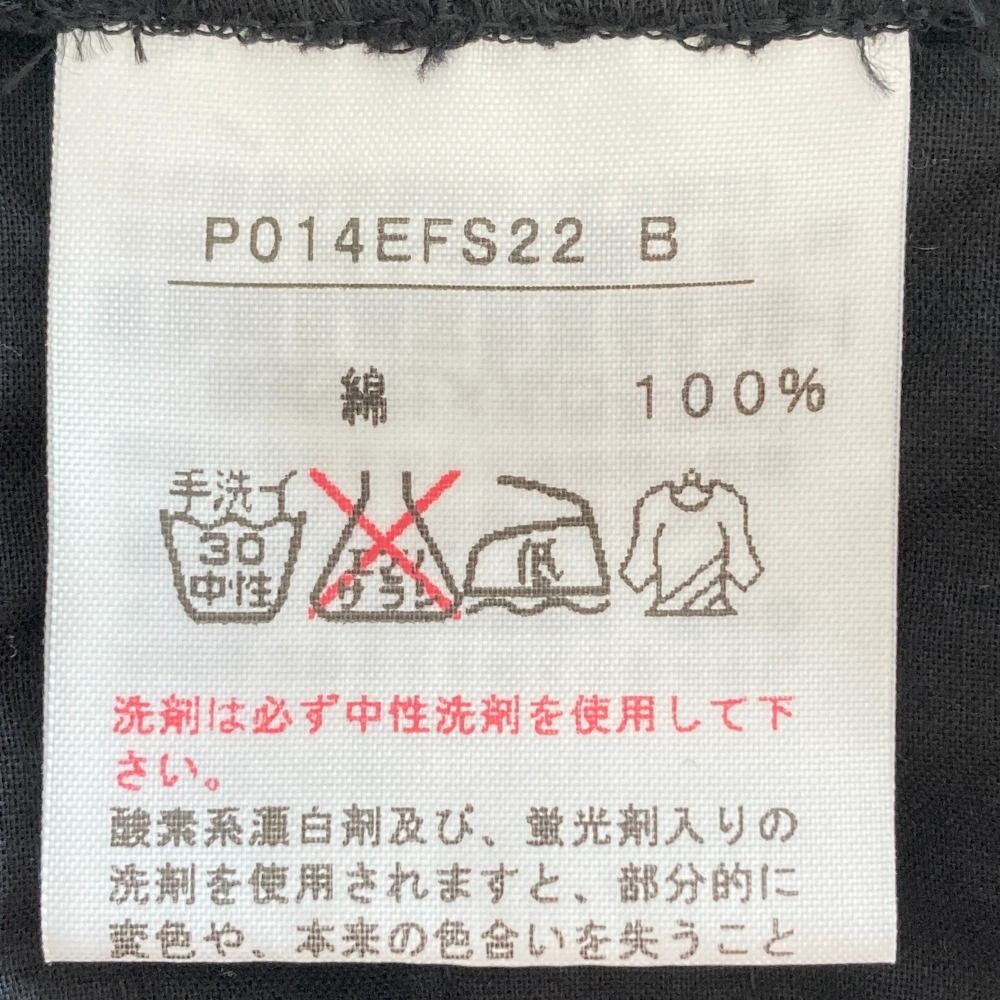 P014EFS22 B
綿 100%
手洗イ
30
中性
エンソ
サラシ
低
洗剤は必ず中性洗剤を使用して下
さい。
酸素系漂白剤及び、蛍光剤入りの
洗剤を使用されますと、部分的に
変色や、本来の色合いを失うこと